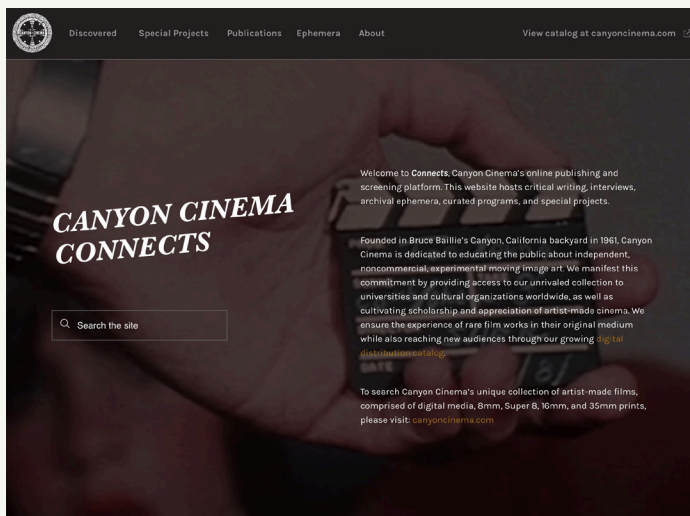 Discovered Special Projects Publications Ephemera About View catalog at canyoncinema.com
CANYON CINEMA
CONNECTS
Search the site
Welcome to Connects, Canyon Cinema's online publishing and
screening platform. This website hosts critical writing, interviews,
archival ephemera, curated programs, and special projects.
Founded in Bruce Baillie's Canyon, California backyard in 1961, Canyon
Cinema is dedicated to educating the public about independent,
noncommercial, experimental moving image art. We manifest this
commitment by providing access to our unrivaled collection to
universities and cultural organizations worldwide, as well as
cultivating scholarship and appreciation of artist-made cinema. We
ensure the experience of rare film works in their original medium
while also reaching new audiences through our growing digital
distribution catalog.
To search Canyon Cinema's unique collection of artist-made films,
comprised of digital media, 8mm, Super 8, 16mm, and 35mm prints,
please visit: canyoncinema.com
DATE